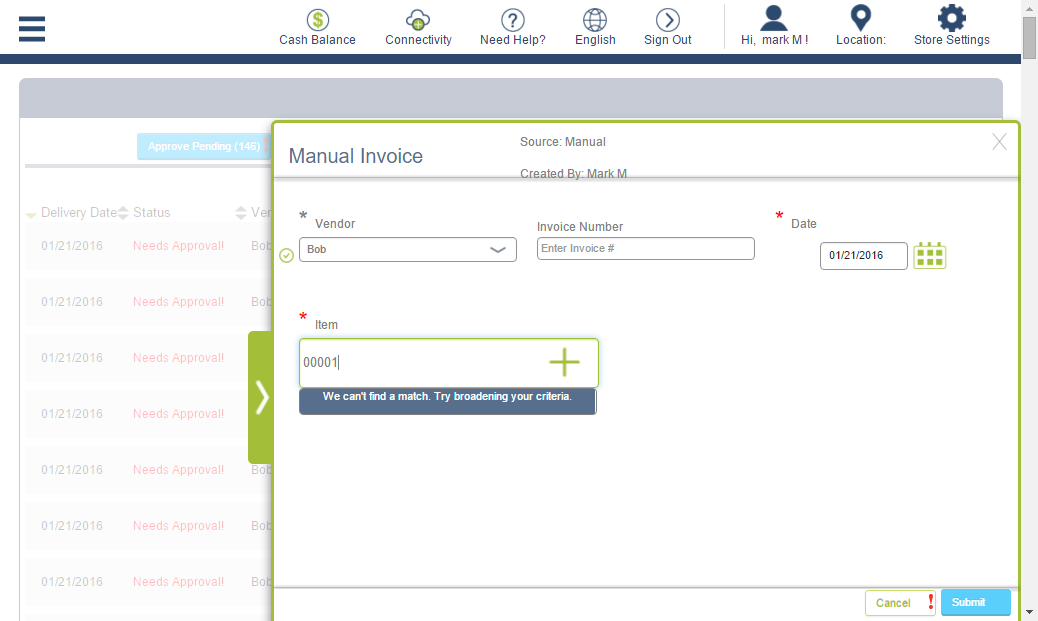 Cash Balance
Connectivity
Need Help?
English
Sign Out
Hi, mark M !
Location:
Store Settings
Approve Pending (146)
Manual Invoice
Source: Manual
Created By: Mark M
Delivery Date
Status
Ven
* Vendor
Invoice Number
* Date
Bob
Enter Invoice #
01/21/2016
01/21/2016 Needs Approval! Bob
01/21/2016 Needs Approval! Bob
01/21/2016 Needs Approval!
01/21/2016 Needs Approval!
01/21/2016 Needs Approval! Bob
01/21/2016 Needs Approval! Bob
01/21/2016 Needs Approval! Bob
* Item
00001
We can't find a match. Try broadening your criteria.
Cancel !
Submit